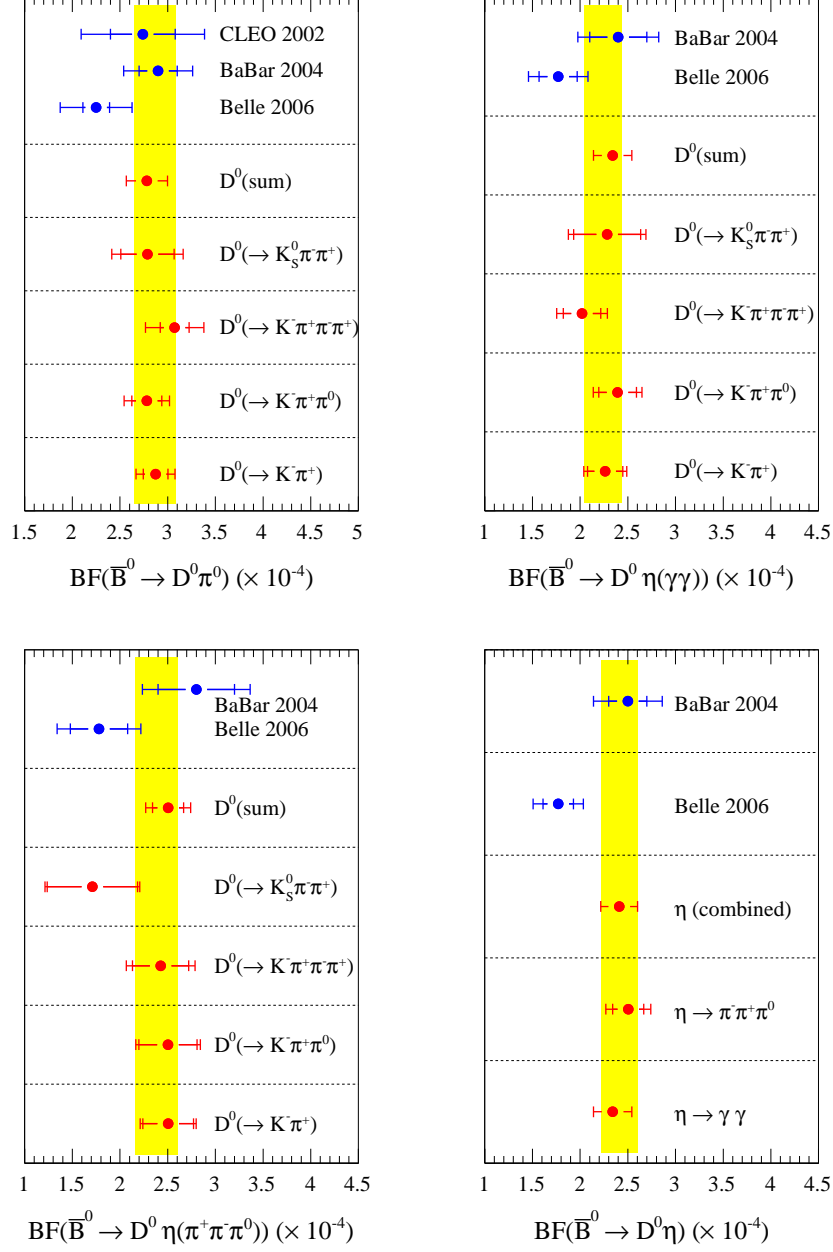 CLEO 2002
BaBar 2004
Belle 2006
D⁰(sum)
D⁰(→ K_S⁰π⁻π⁺)
D⁰(→ K⁻π⁺π⁻π⁺)
D⁰(→ K⁻π⁺π⁰)
D⁰(→ K⁻π⁺)
1.5 2 2.5 3 3.5 4 4.5 5
BF(B̅⁰ → D⁰π⁰) (× 10⁻⁴)
BaBar 2004
Belle 2006
D⁰(sum)
D⁰(→ K_S⁰π⁻π⁺)
D⁰(→ K⁻π⁺π⁻π⁺)
D⁰(→ K⁻π⁺π⁰)
D⁰(→ K⁻π⁺)
1 1.5 2 2.5 3 3.5 4 4.5
BF(B̅⁰ → D⁰ η(γγ)) (× 10⁻⁴)
BaBar 2004
Belle 2006
D⁰(sum)
D⁰(→ K_S⁰π⁻π⁺)
D⁰(→ K⁻π⁺π⁻π⁺)
D⁰(→ K⁻π⁺π⁰)
D⁰(→ K⁻π⁺)
1 1.5 2 2.5 3 3.5 4 4.5
BF(B̅⁰ → D⁰ η(π⁺π⁻π⁰)) (× 10⁻⁴)
BaBar 2004
Belle 2006
η (combined)
η → π⁻π⁺π⁰
η → γ γ
1 1.5 2 2.5 3 3.5 4 4.5
BF(B̅⁰ → D⁰η) (× 10⁻⁴)